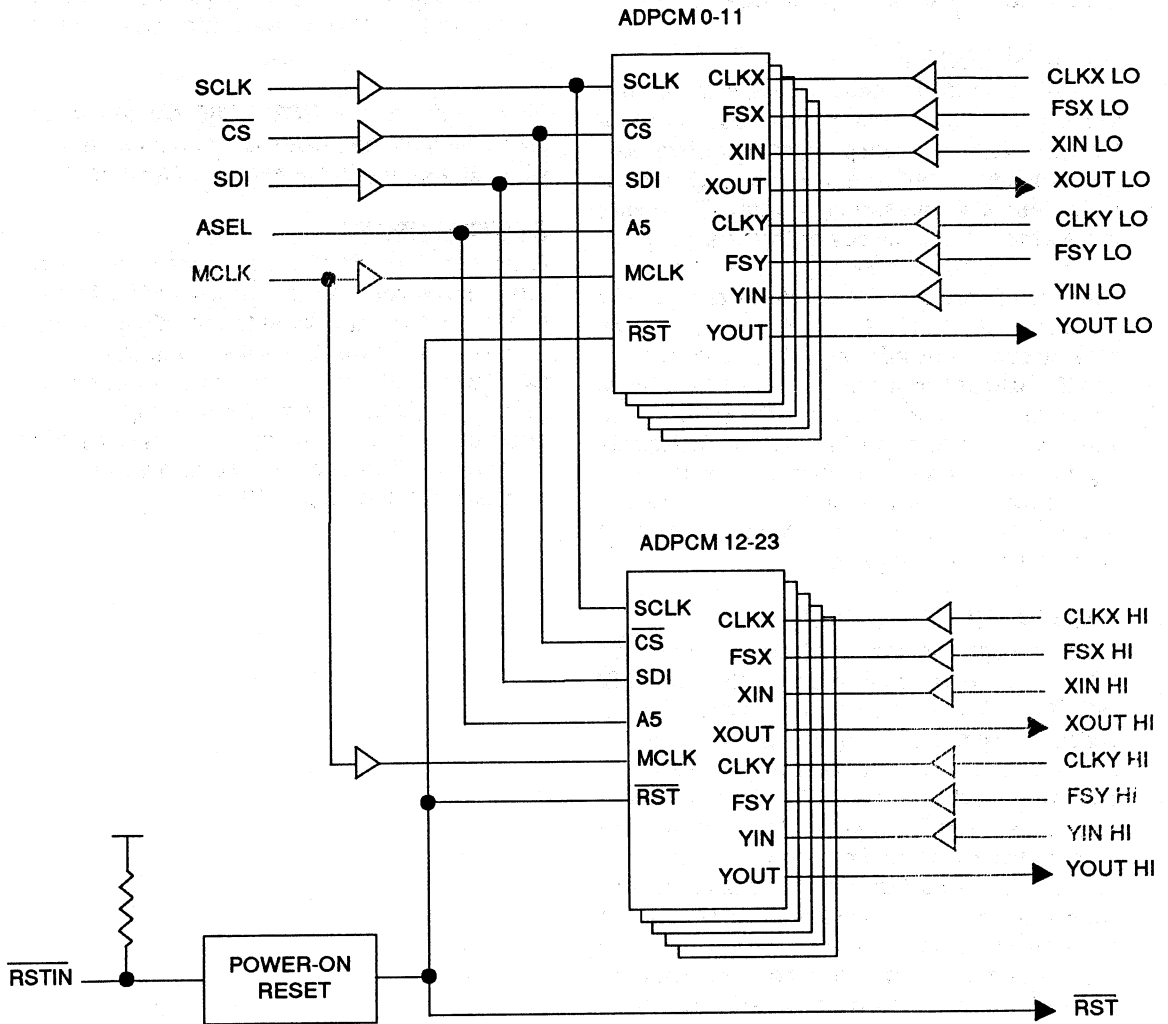 ADPCM 0-11
SCLK
CS
SDI
ASEL
MCLK
SCLK
CS
SDI
A5
MCLK
RST
CLKX
FSX
XIN
XOUT
CLKY
FSY
YIN
YOUT
CLKX LO
FSX LO
XIN LO
XOUT LO
CLKY LO
FSY LO
YIN LO
YOUT LO
ADPCM 12-23
SCLK
CS
SDI
A5
MCLK
RST
CLKX
FSX
XIN
XOUT
CLKY
FSY
YIN
YOUT
CLKX HI
FSX HI
XIN HI
XOUT HI
CLKY HI
FSY HI
YIN HI
YOUT HI
RSTIN
POWER-ON
RESET
RST